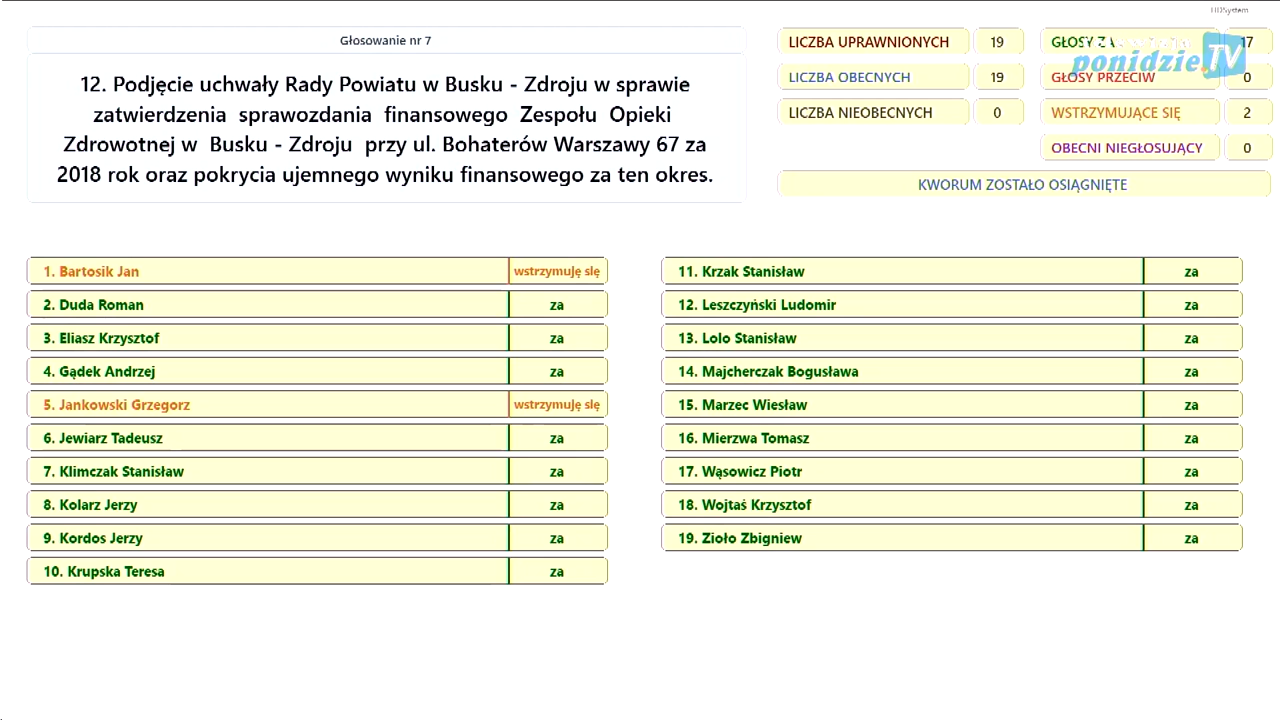 HDSystem
Głosowanie nr 7
12. Podjęcie uchwały Rady Powiatu w Busku - Zdroju w sprawie
zatwierdzenia sprawozdania finansowego Zespołu Opieki
Zdrowotnej w Busku - Zdroju przy ul. Bohaterów Warszawy 67 za
2018 rok oraz pokrycia ujemnego wyniku finansowego za ten okres.
LICZBA UPRAWNIONYCH 19
LICZBA OBECNYCH 19
LICZBA NIEOBECNYCH 0
GŁOSY ZA 17
ponidzie.TV
GŁOSY PRZECIW 0
WSTRZYMUJĄCE SIĘ 2
OBECNI NIEGŁOSUJĄCY 0
KWORUM ZOSTAŁO OSIĄGNIĘTE
1. Bartosik Jan wstrzymuję się
2. Duda Roman za
3. Eliasz Krzysztof za
4. Gądek Andrzej za
5. Jankowski Grzegorz wstrzymuję się
6. Jewiarz Tadeusz za
7. Klimczak Stanisław za
8. Kolarz Jerzy za
9. Kordos Jerzy za
10. Krupska Teresa za
11. Krzak Stanisław za
12. Leszczyński Ludomir za
13. Lolo Stanisław za
14. Majcherczak Bogusława za
15. Marzec Wiesław za
16. Mierzwa Tomasz za
17. Wąsowicz Piotr za
18. Wojtaś Krzysztof za
19. Zioło Zbigniew za